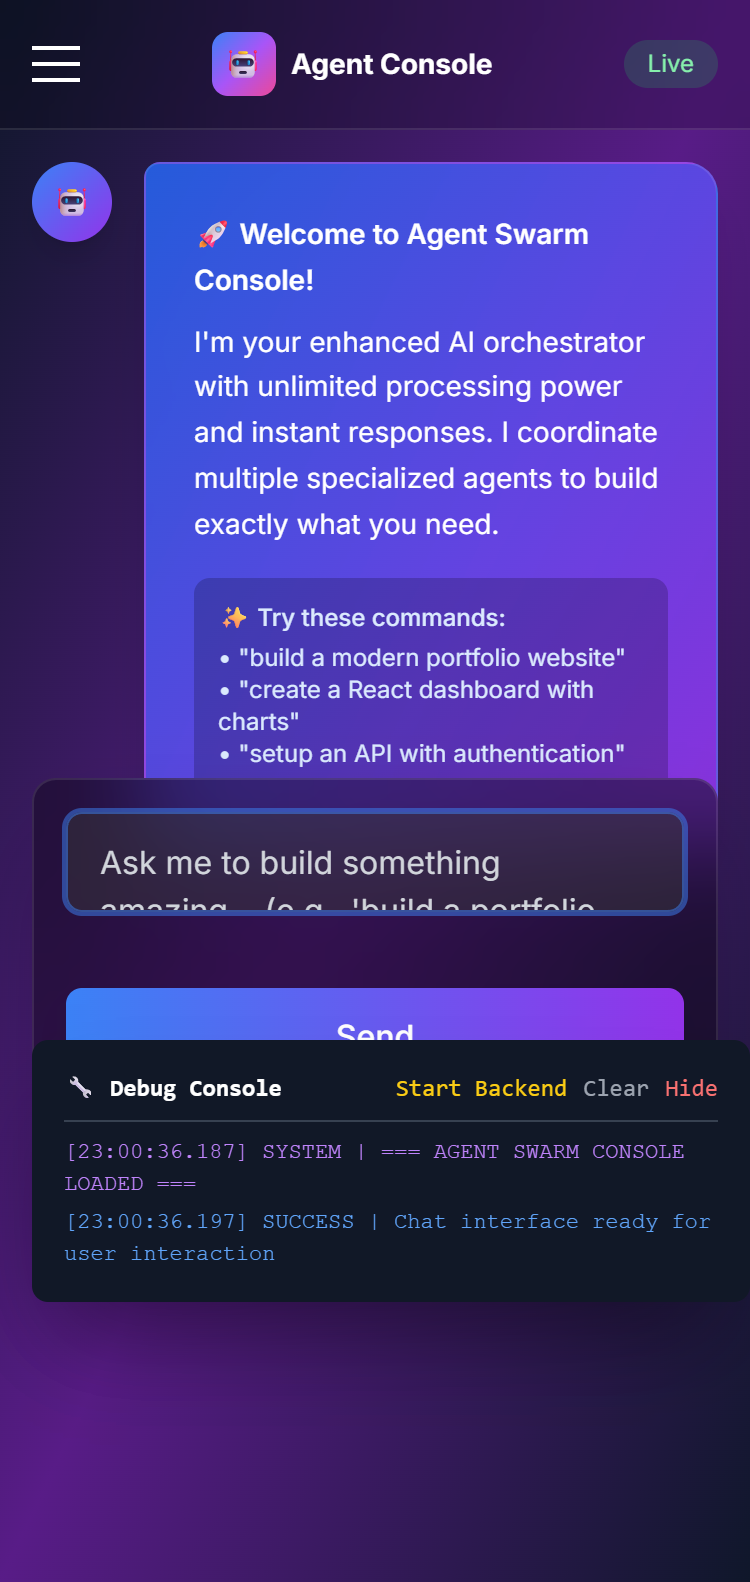 Agent Console
Live
🚀 Welcome to Agent Swarm
Console!
I'm your enhanced AI orchestrator
with unlimited processing power
and instant responses. I coordinate
multiple specialized agents to build
exactly what you need.
✨ Try these commands:
• "build a modern portfolio website"
• "create a React dashboard with
charts"
• "setup an API with authentication"
Ask me to build something
amazing... (e.g., 'build a portfolio
Send
🔧 Debug Console
Start Backend Clear Hide
[23:00:36.187] SYSTEM | === AGENT SWARM CONSOLE
LOADED ===
[23:00:36.197] SUCCESS | Chat interface ready for
user interaction